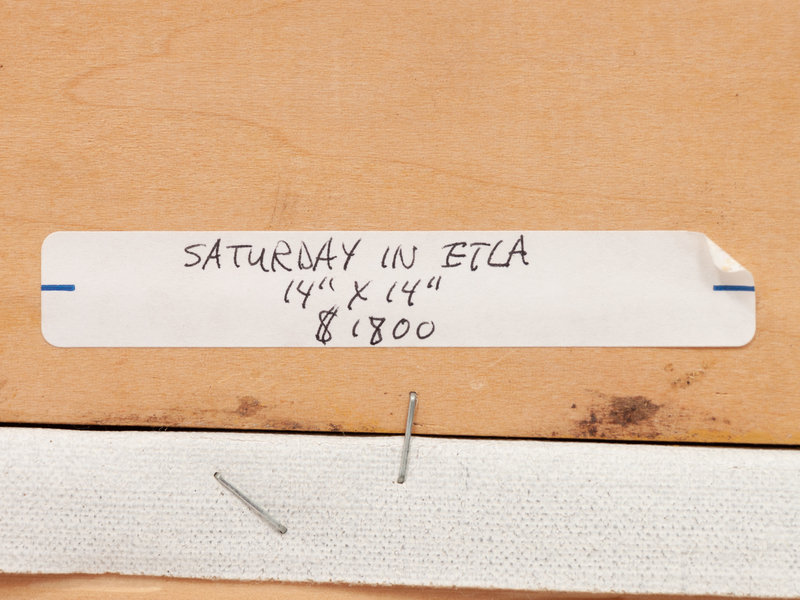 SATURDAY IN ETLA
14" X 14"
$1800